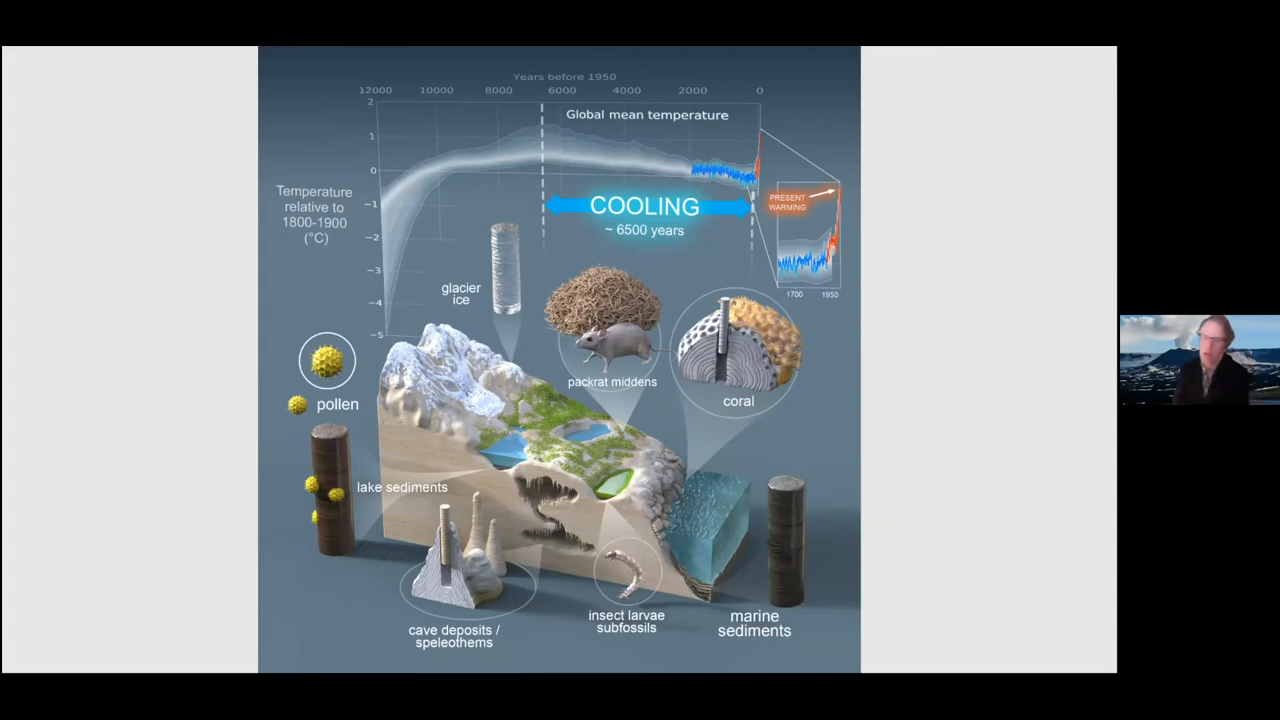 Years before 1950
12000 10000 8000 6000 4000 2000 0
2
1
0
−1
−2
−3
−4
−5
Global mean temperature
Temperature
relative to
1800-1900
(°C)
COOLING
~ 6500 years
PRESENT
WARMING
1700 1950
glacier
ice
packrat middens
coral
pollen
lake sediments
cave deposits /
speleothems
insect larvae
subfossils
marine
sediments